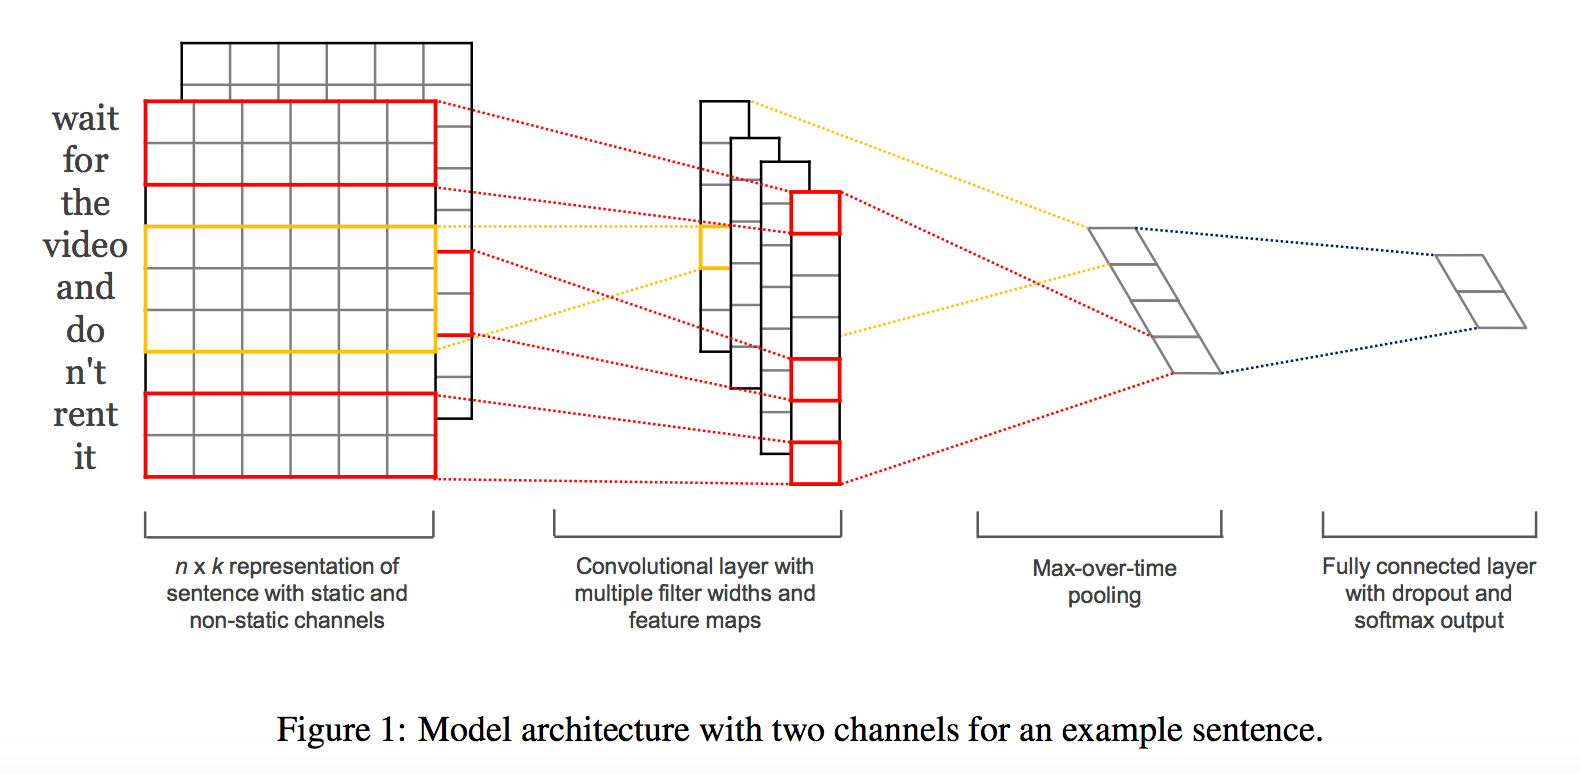 wait
for
the
video
and
do
n't
rent
it
n x k representation of
sentence with static and
non-static channels
Convolutional layer with
multiple filter widths and
feature maps
Max-over-time
pooling
Fully connected layer
with dropout and
softmax output
Figure 1: Model architecture with two channels for an example sentence.